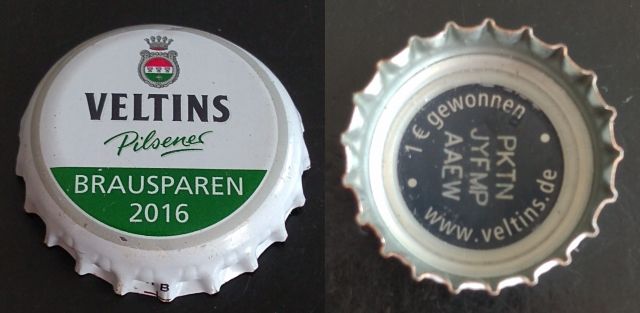 VELTINS
Pilsener
BRAUSPAREN
2016
B
1 € gewonnen
PKTN
JYFMP
AAEW
www.veltins.de